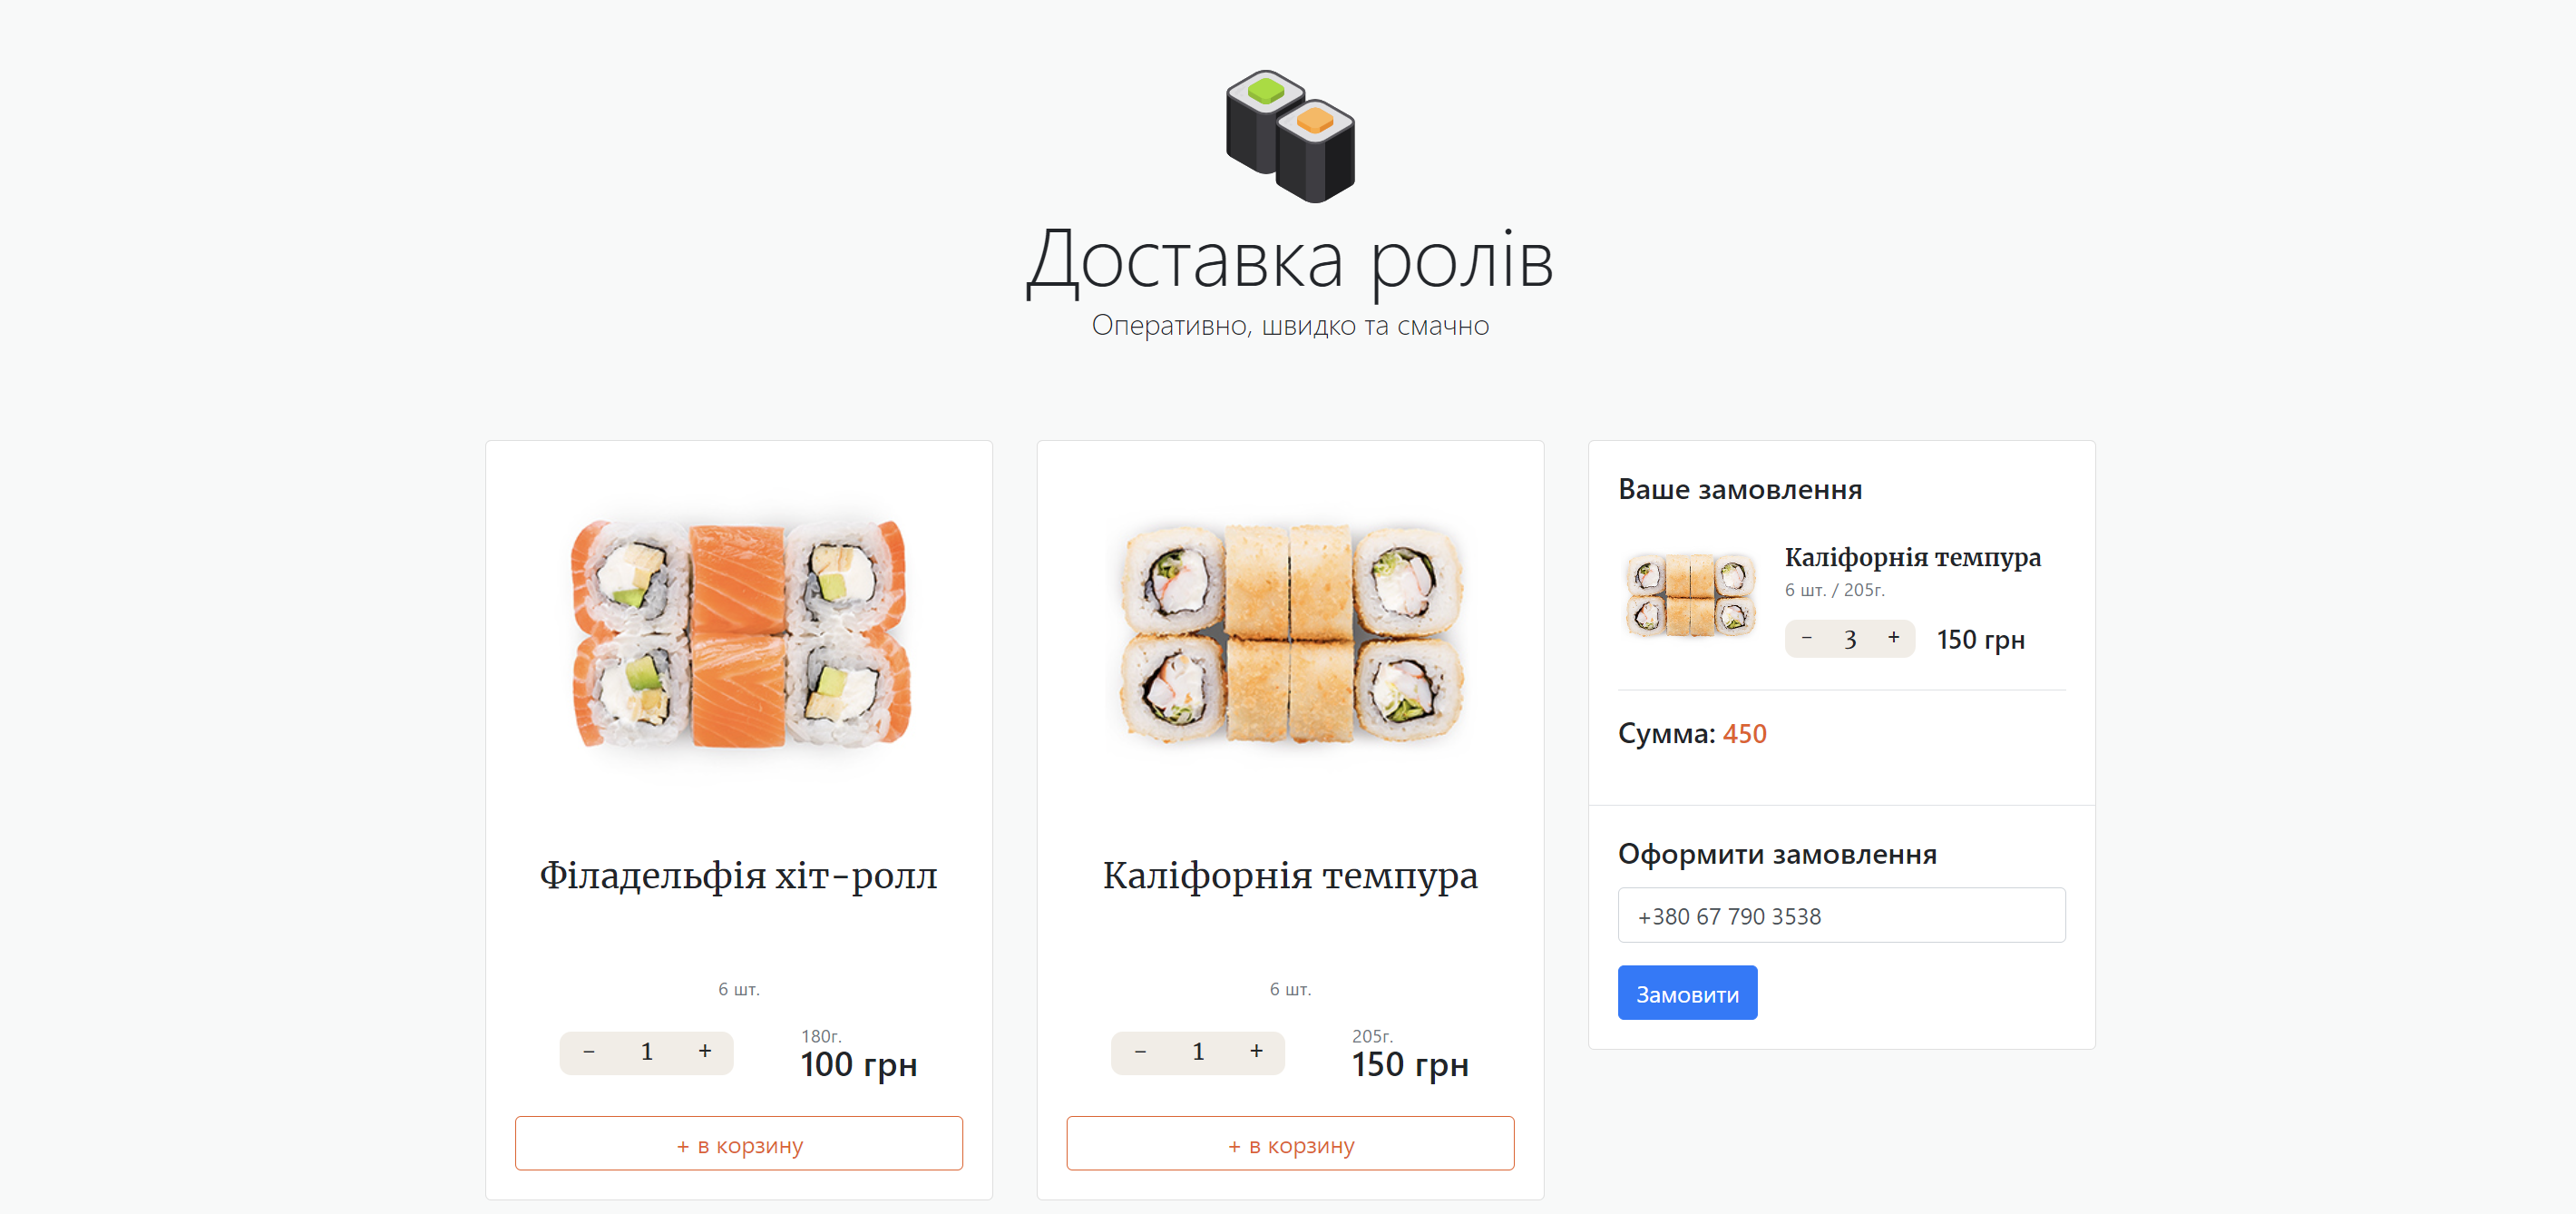 Доставка ролів
Оперативно, швидко та смачно
Філадельфія хіт-ролл
6 шт.
− 1 +
180г.
100 грн
+ в корзину
Каліфорнія темпура
6 шт.
− 1 +
205г.
150 грн
+ в корзину
Ваше замовлення
Каліфорнія темпура
6 шт. / 205г.
− 3 + 150 грн
Сумма: 450
Оформити замовлення
+380 67 790 3538
Замовити